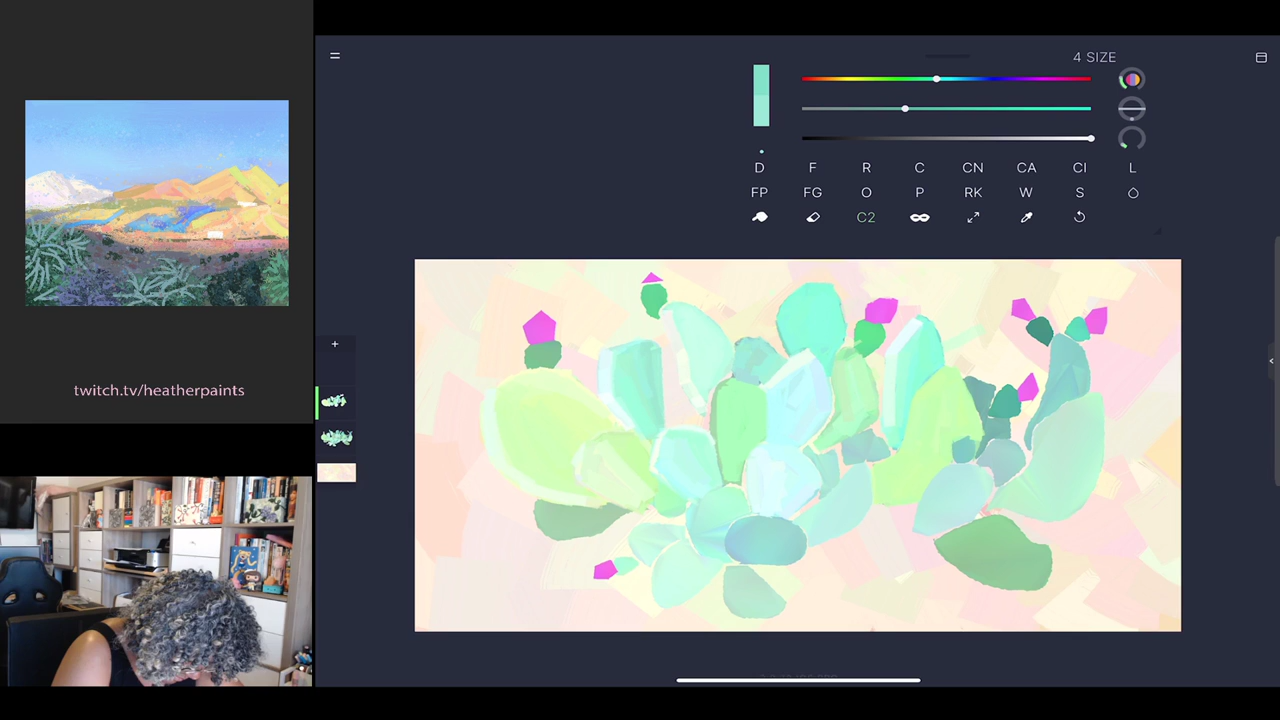 4 SIZE
D F R C CN CA CI L
FP FG O P RK W S
C2
twitch.tv/heatherpaints